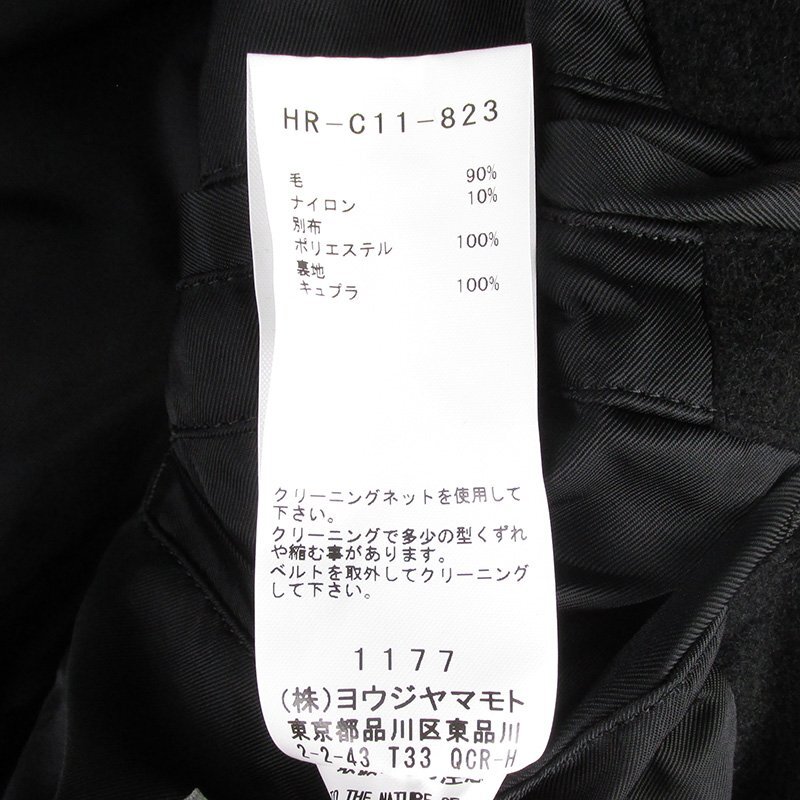 HR-C11-823
毛 90%
ナイロン 10%
別布
ポリエステル 100%
裏地
キュプラ 100%
クリーニングネットを使用して
下さい。
クリーニングで多少の型くずれ
や縮む事があります。
ベルトを取外してクリーニング
して下さい。
1177
(株)ヨウジヤマモト
東京都品川区東品川
2-2-43 T33 QCR-H
TO THE NATURE OF